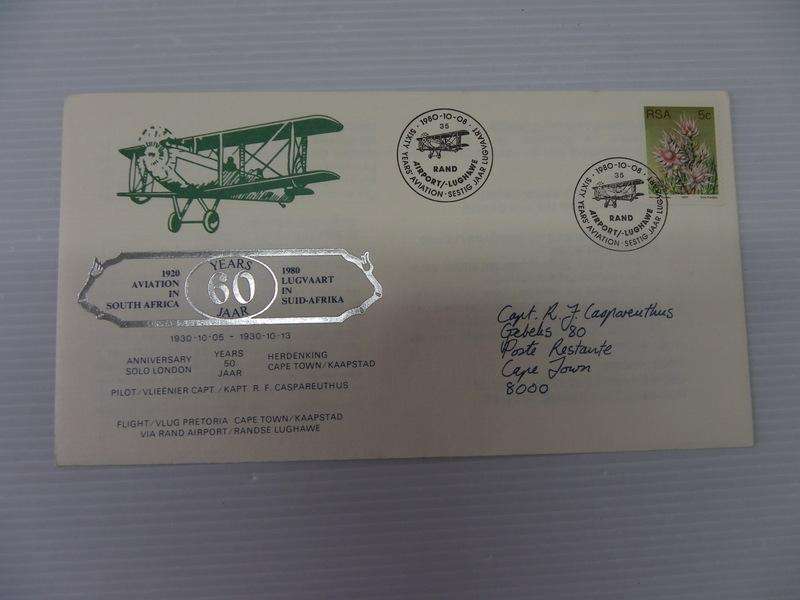 1980-10-08
35
RAND
AIRPORT/-LUGHAWE
SIXTY YEARS' AVIATION · SESTIG JAAR LUGVAART
RSA 5c
1980-10-08
35
RAND
AIRPORT/-LUGHAWE
SIXTY YEARS' AVIATION · SESTIG JAAR LUGVAART
1920
AVIATION
IN
SOUTH AFRICA
YEARS
60
JAAR
1980
LUGVAART
IN
SUID-AFRIKA
1930-10-05 - 1930-10-13
ANNIVERSARY YEARS HERDENKING
50
SOLO LONDON JAAR CAPE TOWN/KAAPSTAD
PILOT/VLIEËNIER CAPT./KAPT R. F. CASPAREUTHUS
FLIGHT/VLUG PRETORIA CAPE TOWN/KAAPSTAD
VIA RAND AIRPORT/RANDSE LUGHAWE
Capt. R. F. Caspareuthus
80
Poste Restante
Cape Town
8000